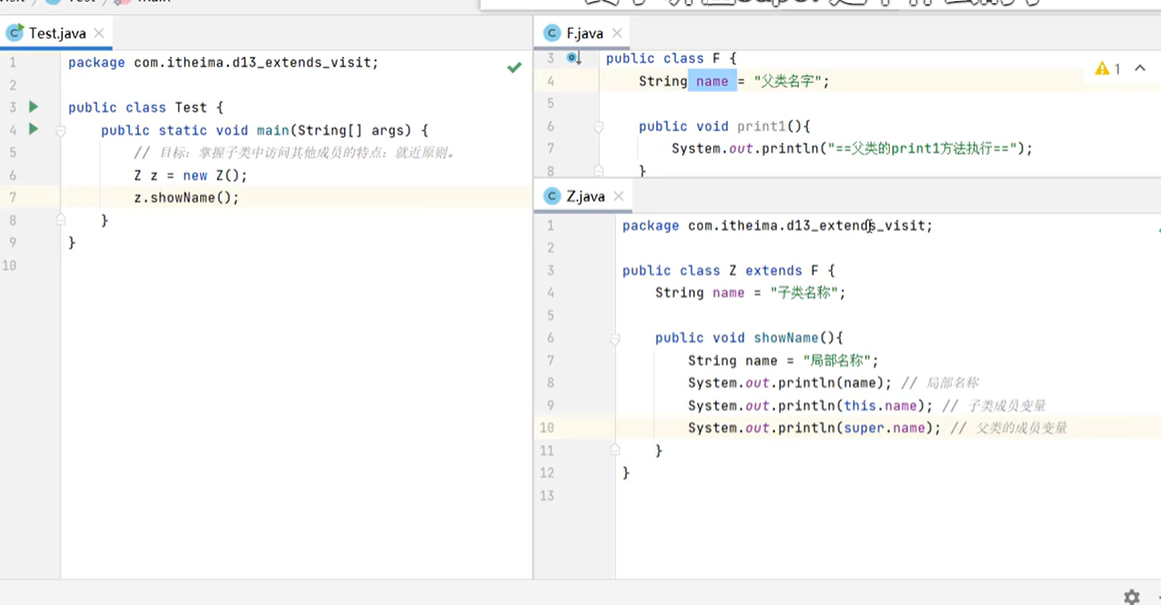 Test.java
1 package com.itheima.d13_extends_visit;
2
3 public class Test {
4 public static void main(String[] args) {
5 // 目标：掌握子类中访问其他成员的特点：就近原则。
6 Z z = new Z();
7 z.showName();
8 }
9 }
10
F.java
3 public class F {
1
4 String name = "父类名字";
5
6 public void print1(){
7 System.out.println("==父类的print1方法执行==");
8 }
Z.java
1 package com.itheima.d13_extends_visit;
2
3 public class Z extends F {
4 String name = "子类名称";
5
6 public void showName(){
7 String name = "局部名称";
8 System.out.println(name); // 局部名称
9 System.out.println(this.name); // 子类成员变量
10 System.out.println(super.name); // 父类的成员变量
11 }
12 }
13